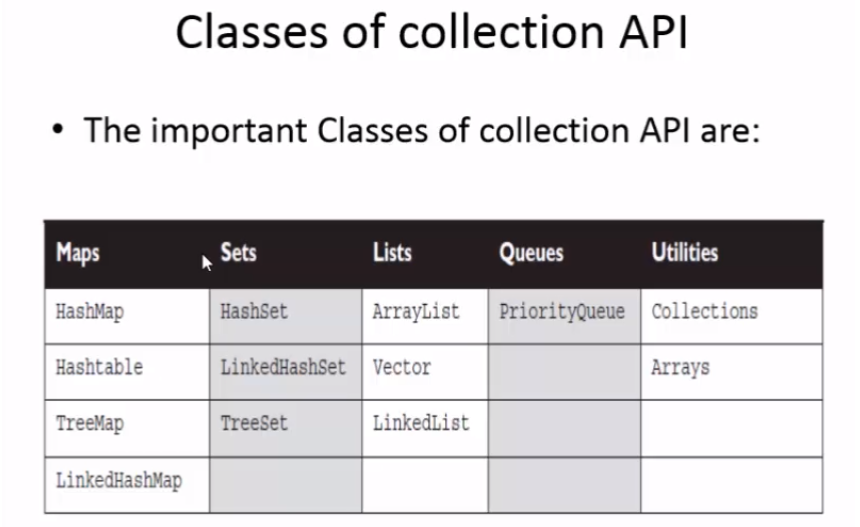 Classes of collection API
• The important Classes of collection API are:
Maps Sets Lists Queues Utilities
HashMap HashSet ArrayList PriorityQueue Collections
Hashtable LinkedHashSet Vector Arrays
TreeMap TreeSet LinkedList
LinkedHashMap